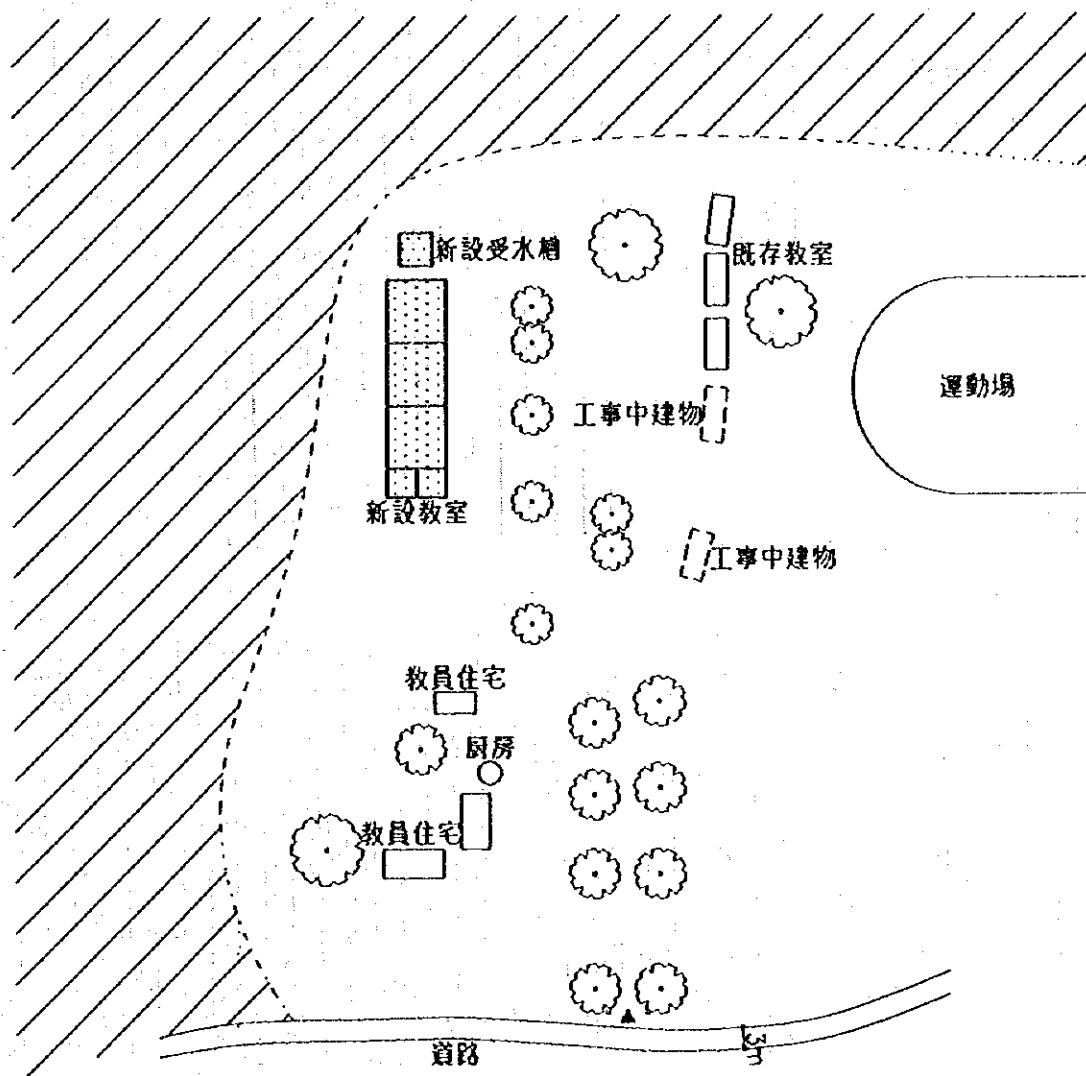 新設受水槽
既存教室
運動場
工事中建物
新設教室
工事中建物
教員住宅
厨房
教員住宅
道路
3m